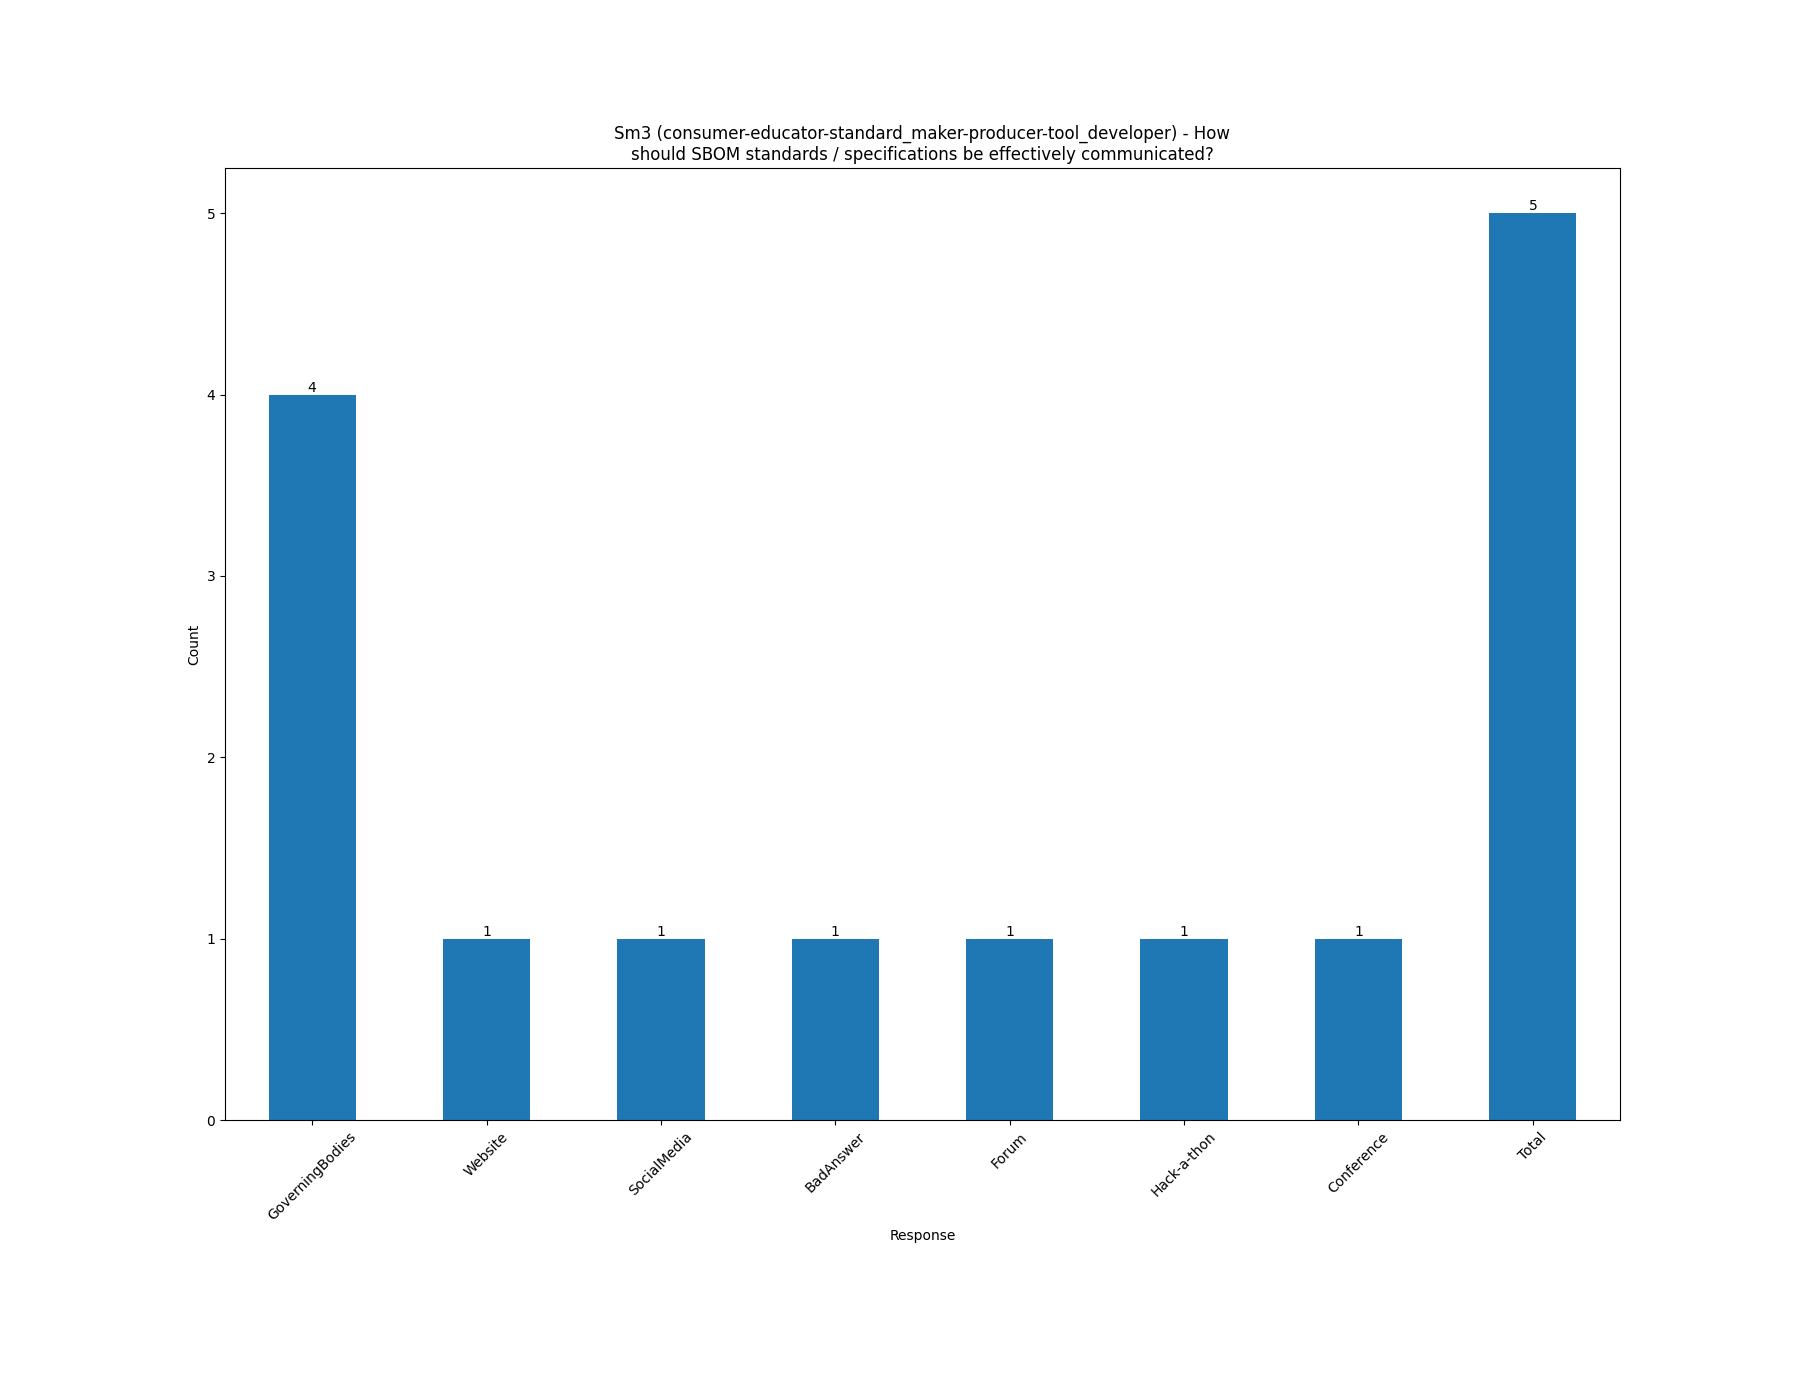 Sm3 (consumer-educator-standard_maker-producer-tool_developer) - How
should SBOM standards / specifications be effectively communicated?
5
4
3
2
1
0
Count
4
1
1
1
1
1
1
5
GoverningBodies
Website
SocialMedia
BadAnswer
Forum
Hack-a-thon
Conference
Total
Response